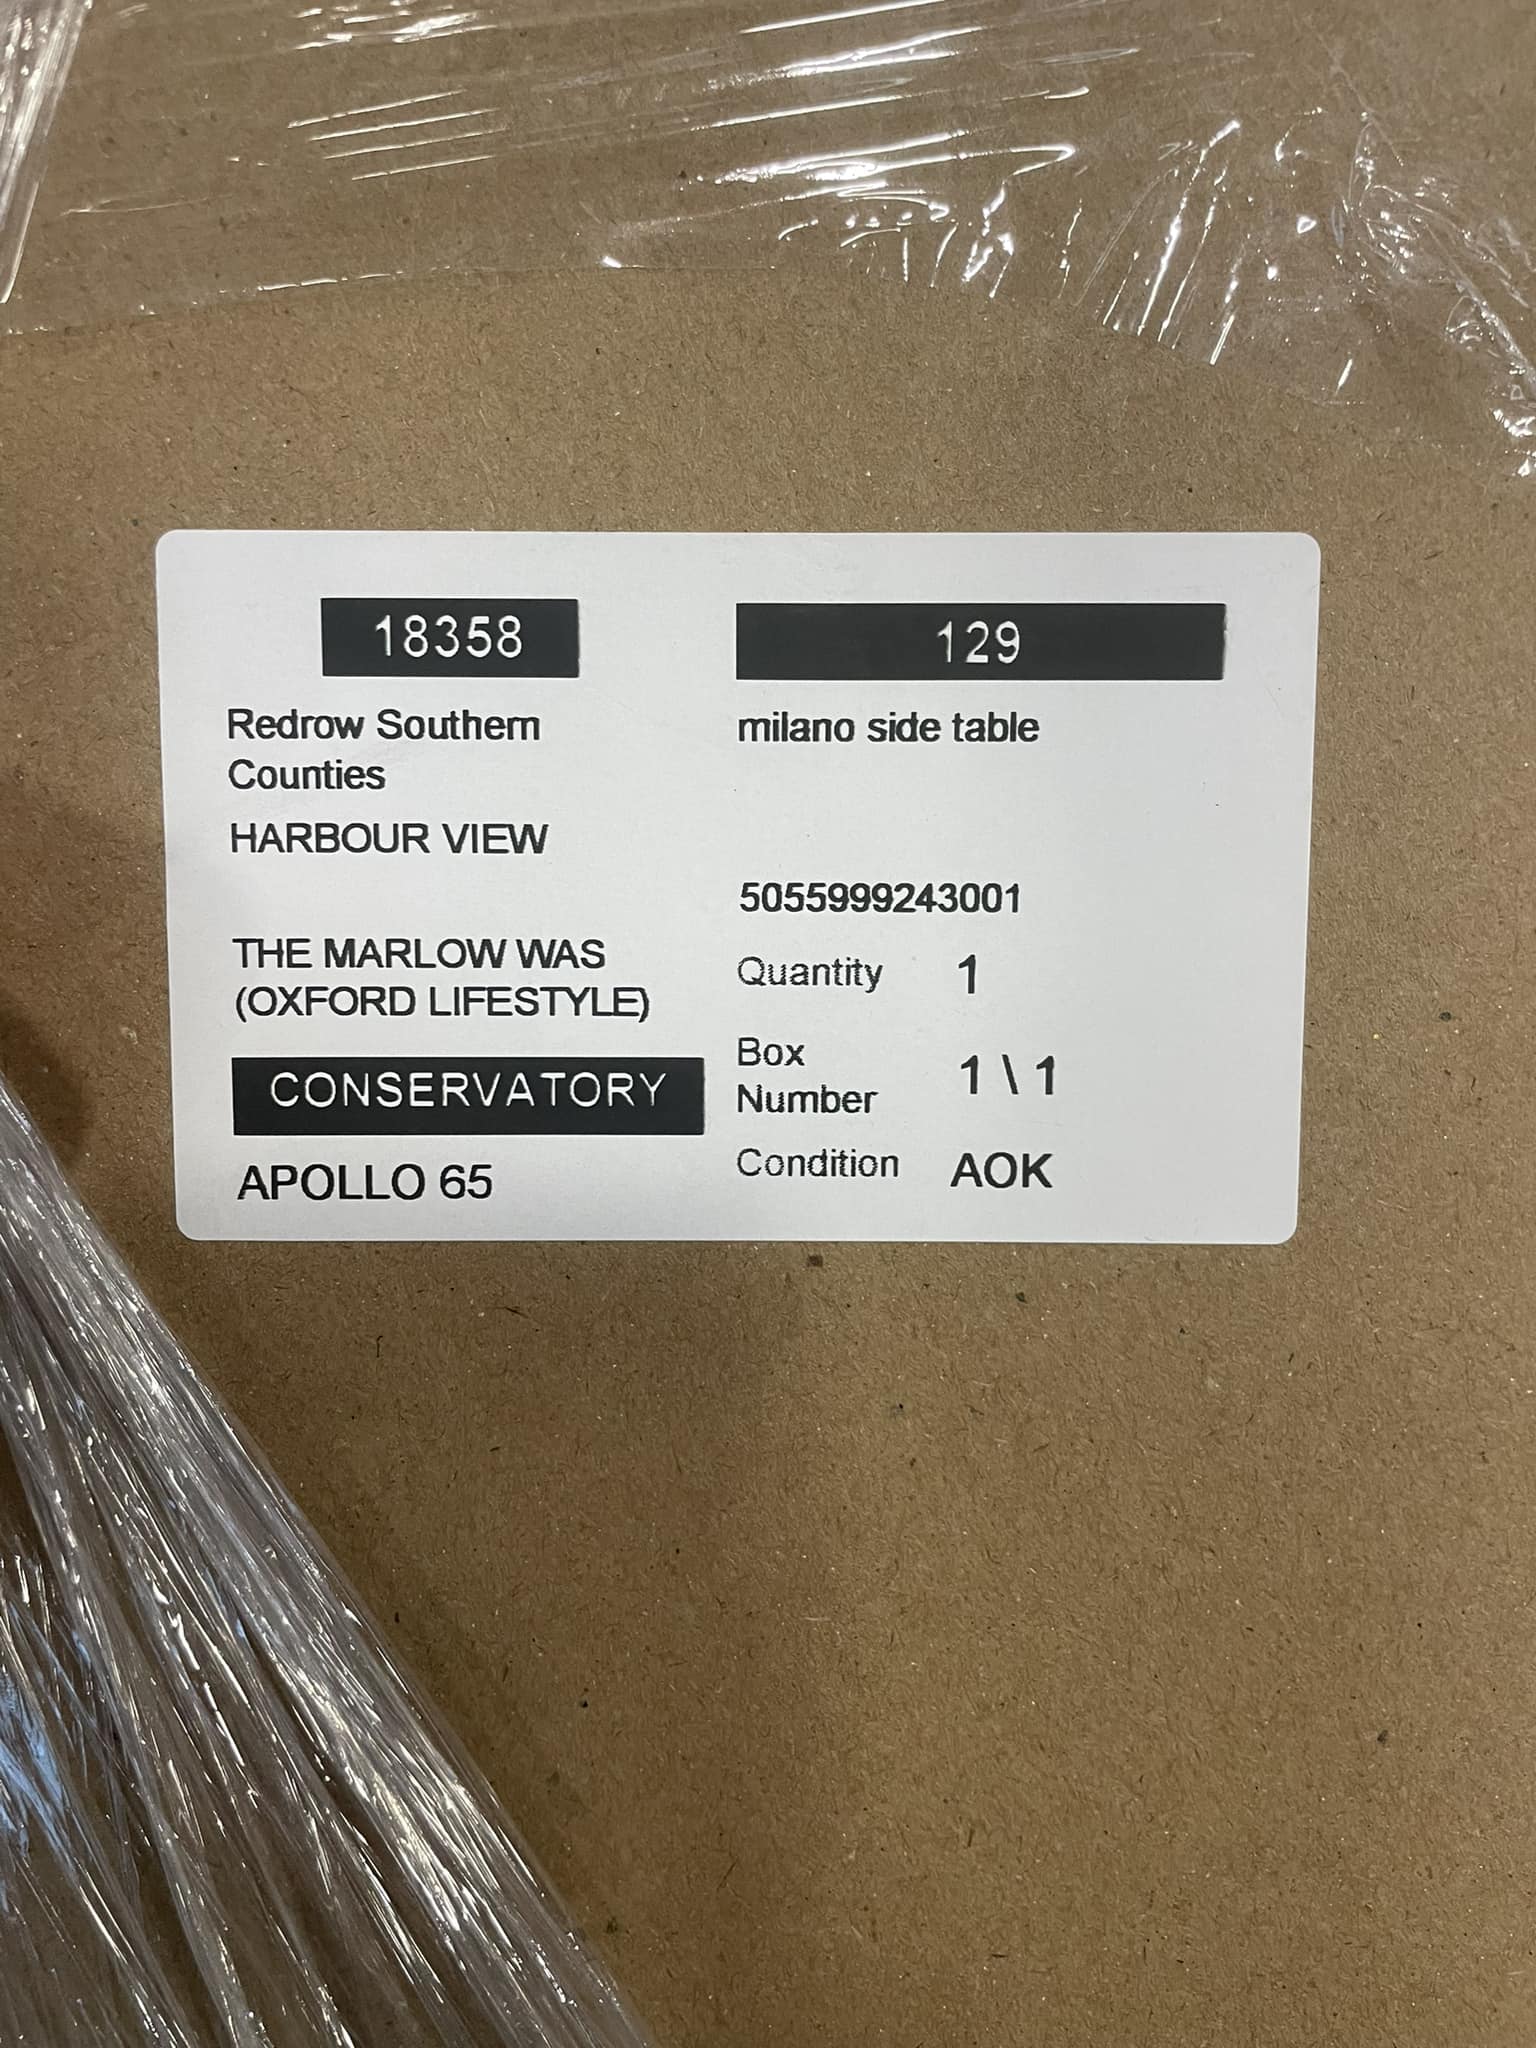 18358
Redrow Southern
Counties
HARBOUR VIEW
THE MARLOW WAS
(OXFORD LIFESTYLE)
CONSERVATORY
APOLLO 65
129
milano side table
5055999243001
Quantity 1
Box
Number 1 \ 1
Condition AOK